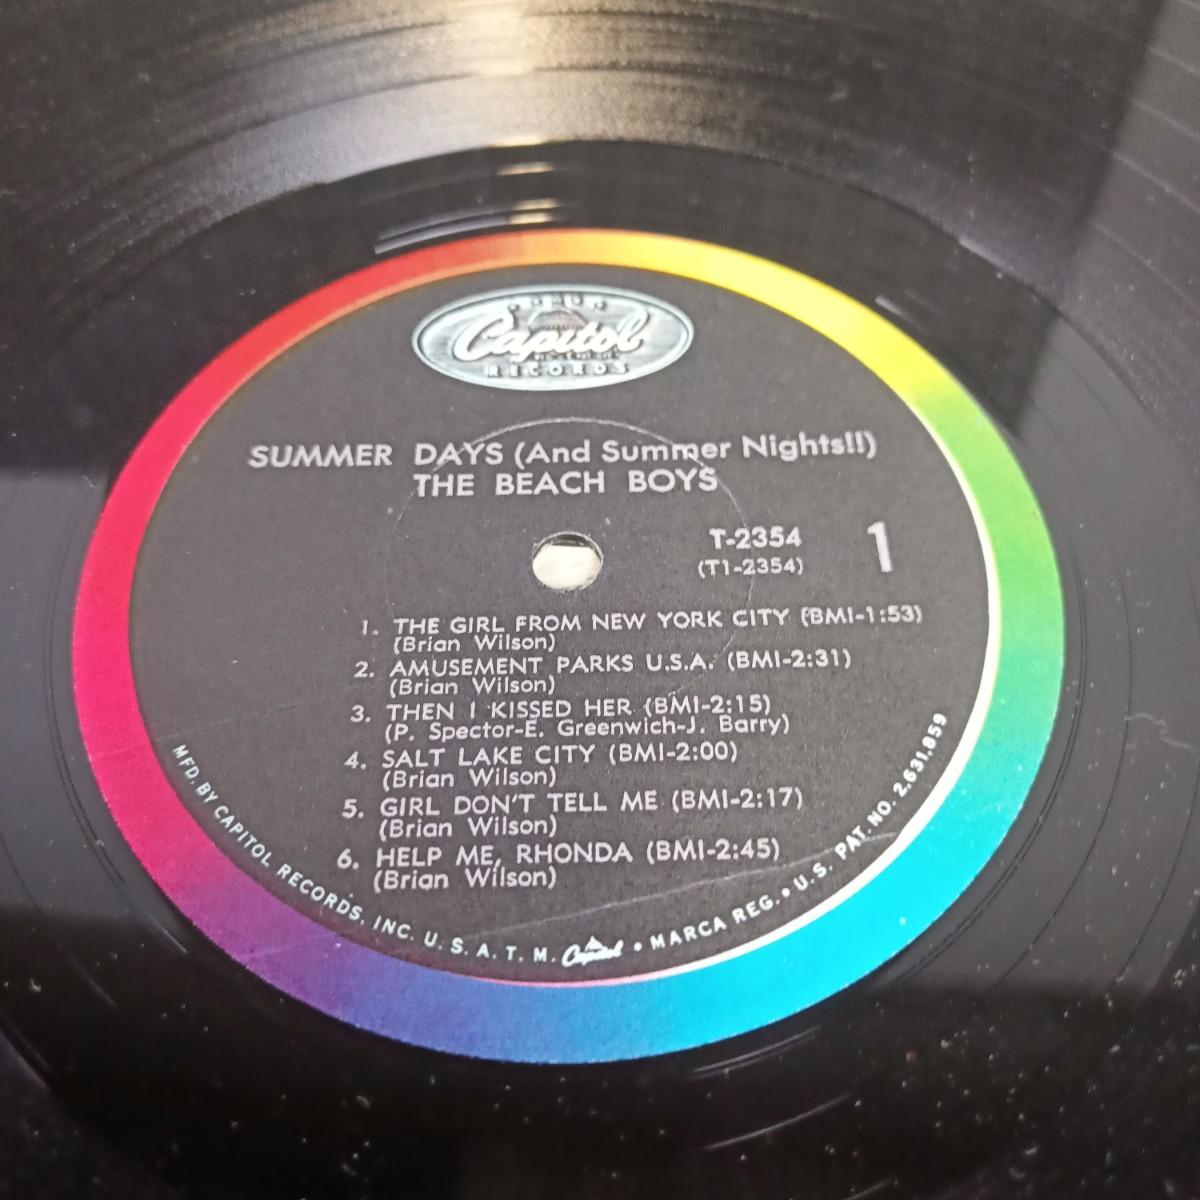 Capitol
RECORDS
SUMMER DAYS (And Summer Nights!!)
THE BEACH BOYS
T-2354
(T1-2354)
1
1. THE GIRL FROM NEW YORK CITY (BMI-1:53)
(Brian Wilson)
2. AMUSEMENT PARKS U.S.A. (BMI-2:31)
(Brian Wilson)
3. THEN I KISSED HER (BMI-2:15)
(P. Spector-E. Greenwich-J. Barry)
4. SALT LAKE CITY (BMI-2:00)
(Brian Wilson)
5. GIRL DON'T TELL ME (BMI-2:17)
(Brian Wilson)
6. HELP ME, RHONDA (BMI-2:45)
(Brian Wilson)
MFD. BY CAPITOL RECORDS, INC. U. S. A. T. M. Capitol • MARCA REG. • U.S. PAT. NO. 2,631,859